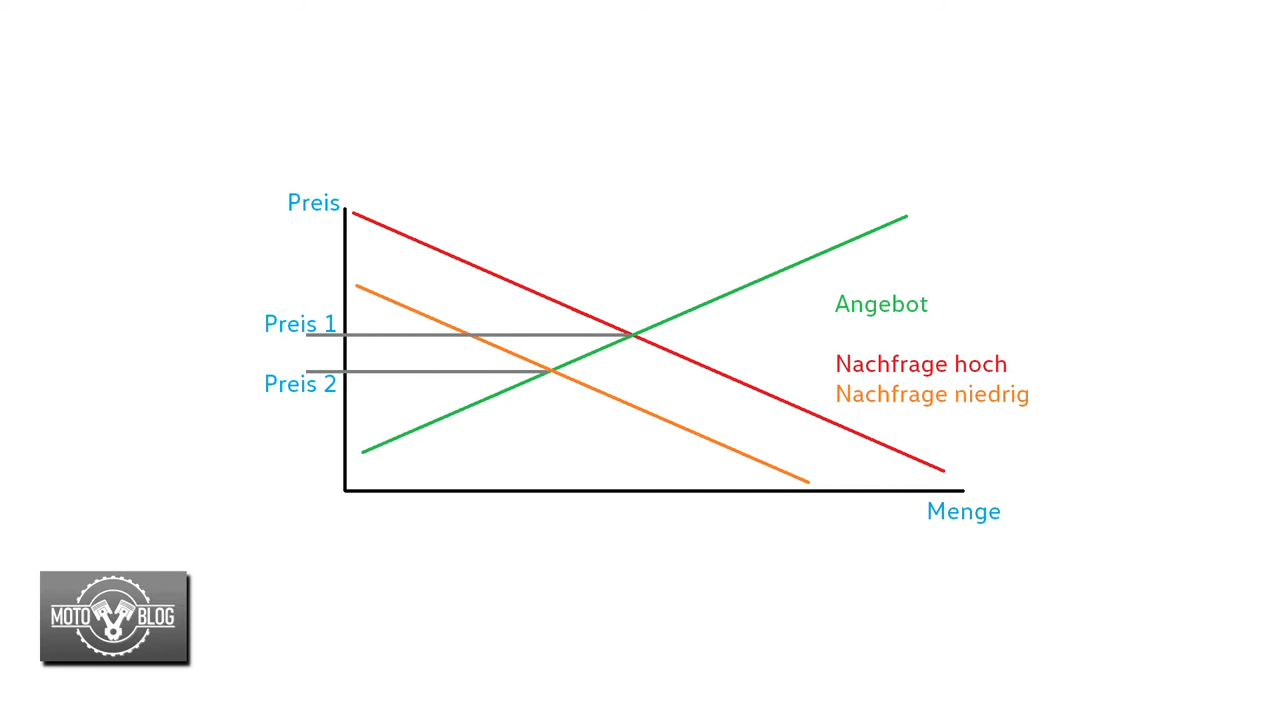 Preis
Preis 1
Preis 2
Angebot
Nachfrage hoch
Nachfrage niedrig
Menge
MOTO BLOG